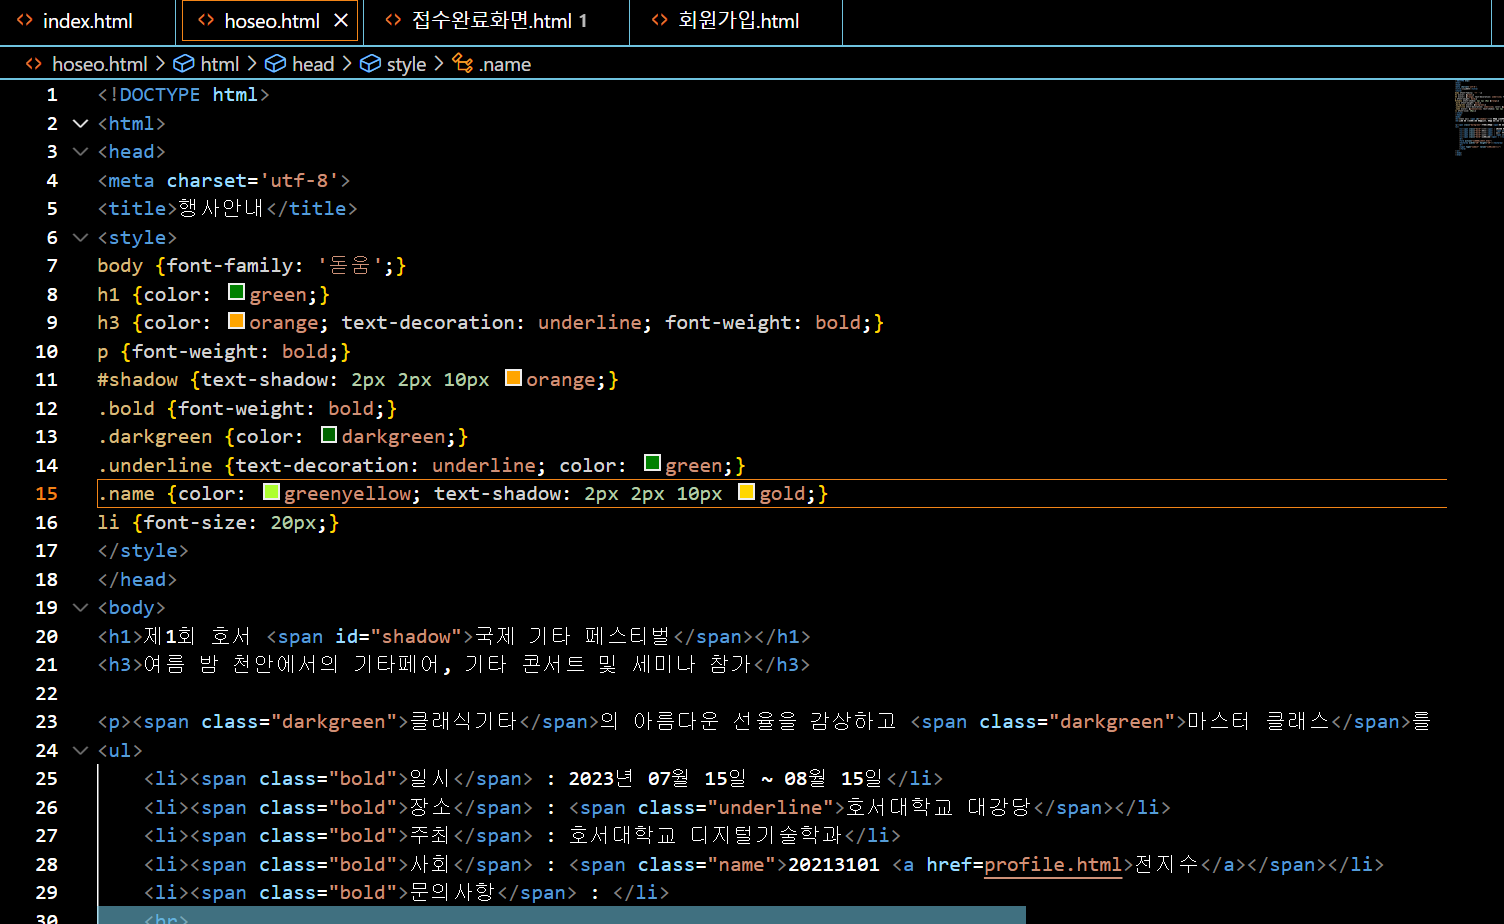 index.html hoseo.html 접수완료화면.html 1 회원가입.html
hoseo.html > html > head > style > .name
1 <!DOCTYPE html>
2 <html>
3 <head>
4 <meta charset='utf-8'>
5 <title>행사안내</title>
6 <style>
7 body {font-family: '돋움';}
8 h1 {color: green;}
9 h3 {color: orange; text-decoration: underline; font-weight: bold;}
10 p {font-weight: bold;}
11 #shadow {text-shadow: 2px 2px 10px orange;}
12 .bold {font-weight: bold;}
13 .darkgreen {color: darkgreen;}
14 .underline {text-decoration: underline; color: green;}
15 .name {color: greenyellow; text-shadow: 2px 2px 10px gold;}
16 li {font-size: 20px;}
17 </style>
18 </head>
19 <body>
20 <h1>제1회 호서 <span id="shadow">국제 기타 페스티벌</span></h1>
21 <h3>여름 밤 천안에서의 기타페어, 기타 콘서트 및 세미나 참가</h3>
22
23 <p><span class="darkgreen">클래식기타</span>의 아름다운 선율을 감상하고 <span class="darkgreen">마스터 클래스</span>를
24 <ul>
25 <li><span class="bold">일시</span> : 2023년 07월 15일 ~ 08월 15일</li>
26 <li><span class="bold">장소</span> : <span class="underline">호서대학교 대강당</span></li>
27 <li><span class="bold">주최</span> : 호서대학교 디지털기술학과</li>
28 <li><span class="bold">사회</span> : <span class="name">20213101 <a href=profile.html>전지수</a></span></li>
29 <li><span class="bold">문의사항</span> : </li>
30 <br>